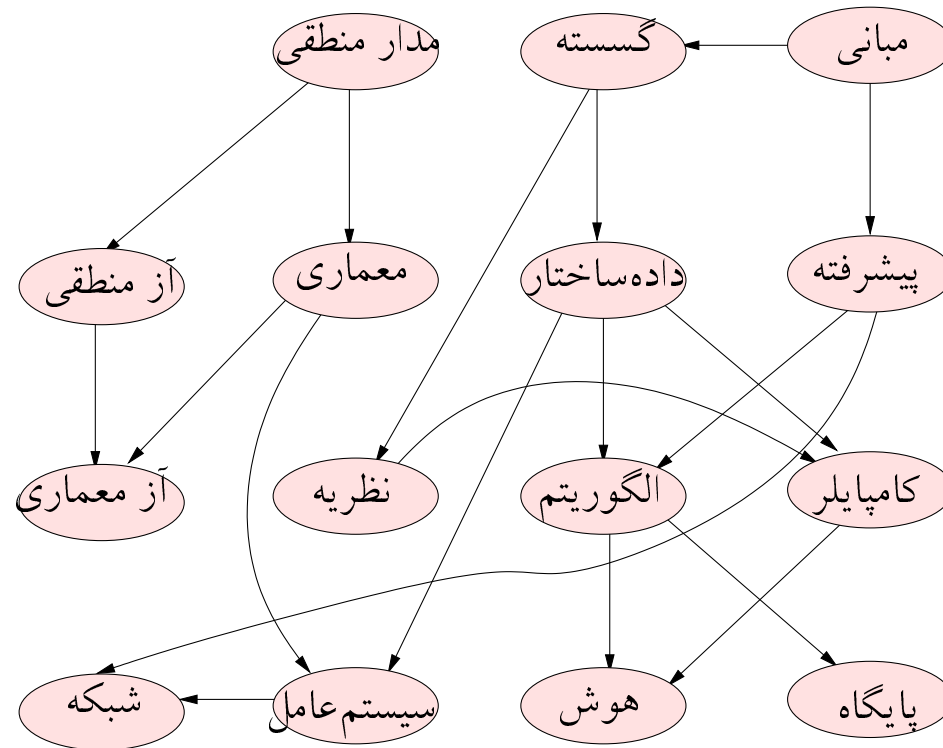 مبانی
گسسته
مدار منطقی
پیشرفته
داده‌ساختار
معماری
آز منطقی
کامپایلر
الگوریتم
نظریه
آز معماری
پایگاه
هوش
سیستم‌عامل
شبکه